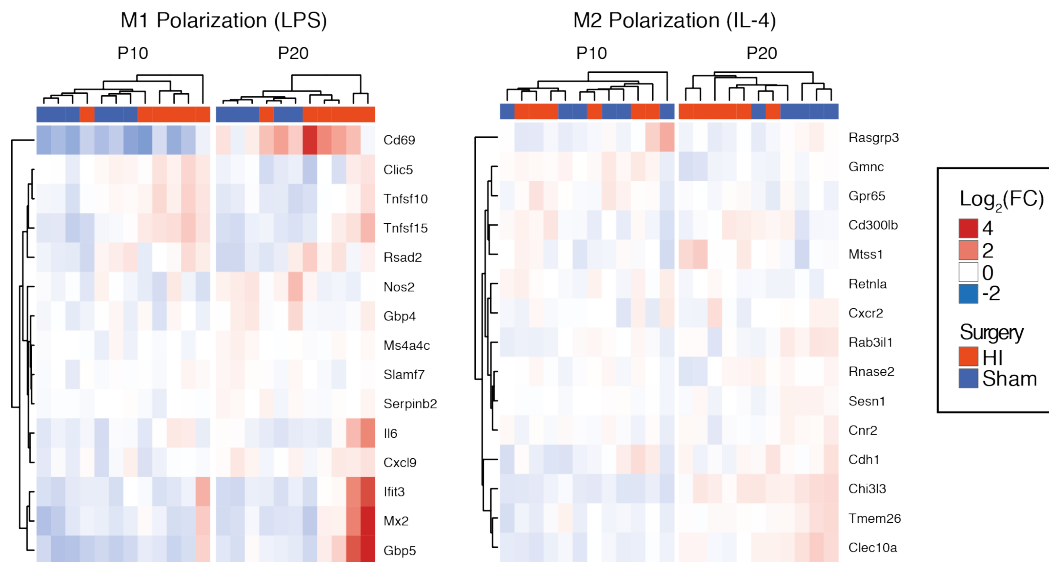 M1 Polarization (LPS)
P10
P20
Cd69
Clic5
Tnfsf10
Tnfsf15
Rsad2
Nos2
Gbp4
Ms4a4c
Slamf7
Serpinb2
Il6
Cxcl9
Ifit3
Mx2
Gbp5
M2 Polarization (IL-4)
P10
P20
Rasgrp3
Gmnc
Gpr65
Cd300lb
Mtss1
Retnla
Cxcr2
Rab3il1
Rnase2
Sesn1
Cnr2
Cdh1
Chi3l3
Tmem26
Clec10a
Log2(FC)
4
2
0
-2
Surgery
HI
Sham